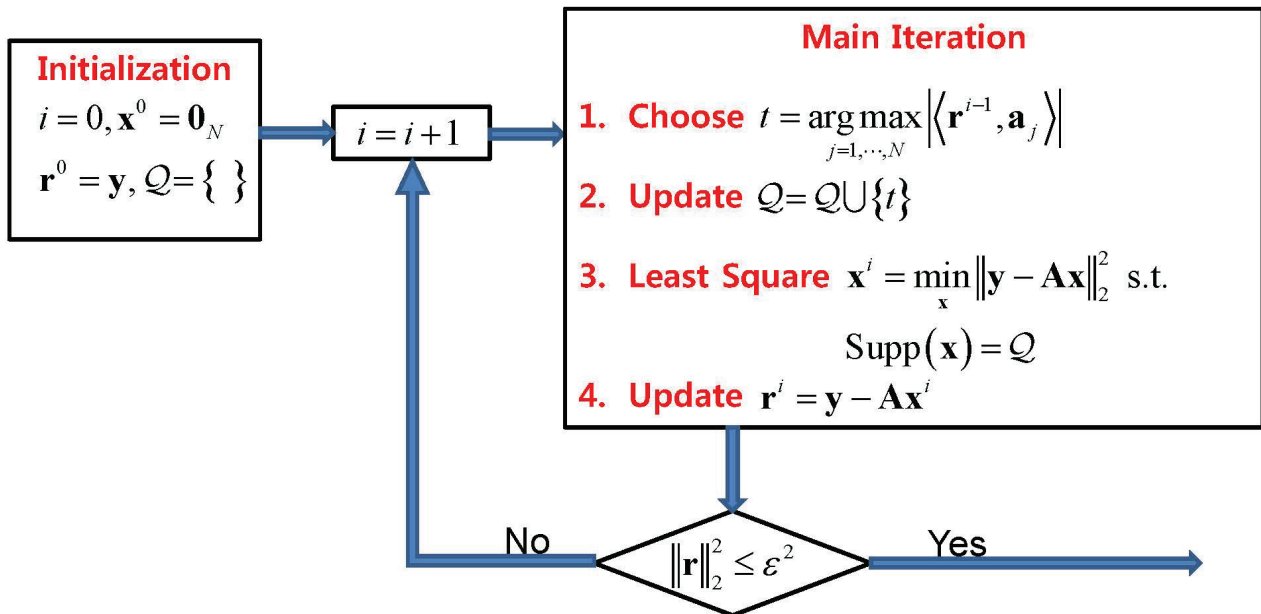 Initialization
i = 0, x⁰ = 0_N
r⁰ = y, 𝒬 = { }
i = i + 1
Main Iteration
1. Choose t = arg max_{j=1,⋯,N} |⟨r^{i−1}, a_j⟩|
2. Update 𝒬 = 𝒬 ∪ {t}
3. Least Square x^i = min_x ‖y − Ax‖₂² s.t.
Supp(x) = 𝒬
4. Update r^i = y − Ax^i
No
‖r‖₂² ≤ ε²
Yes